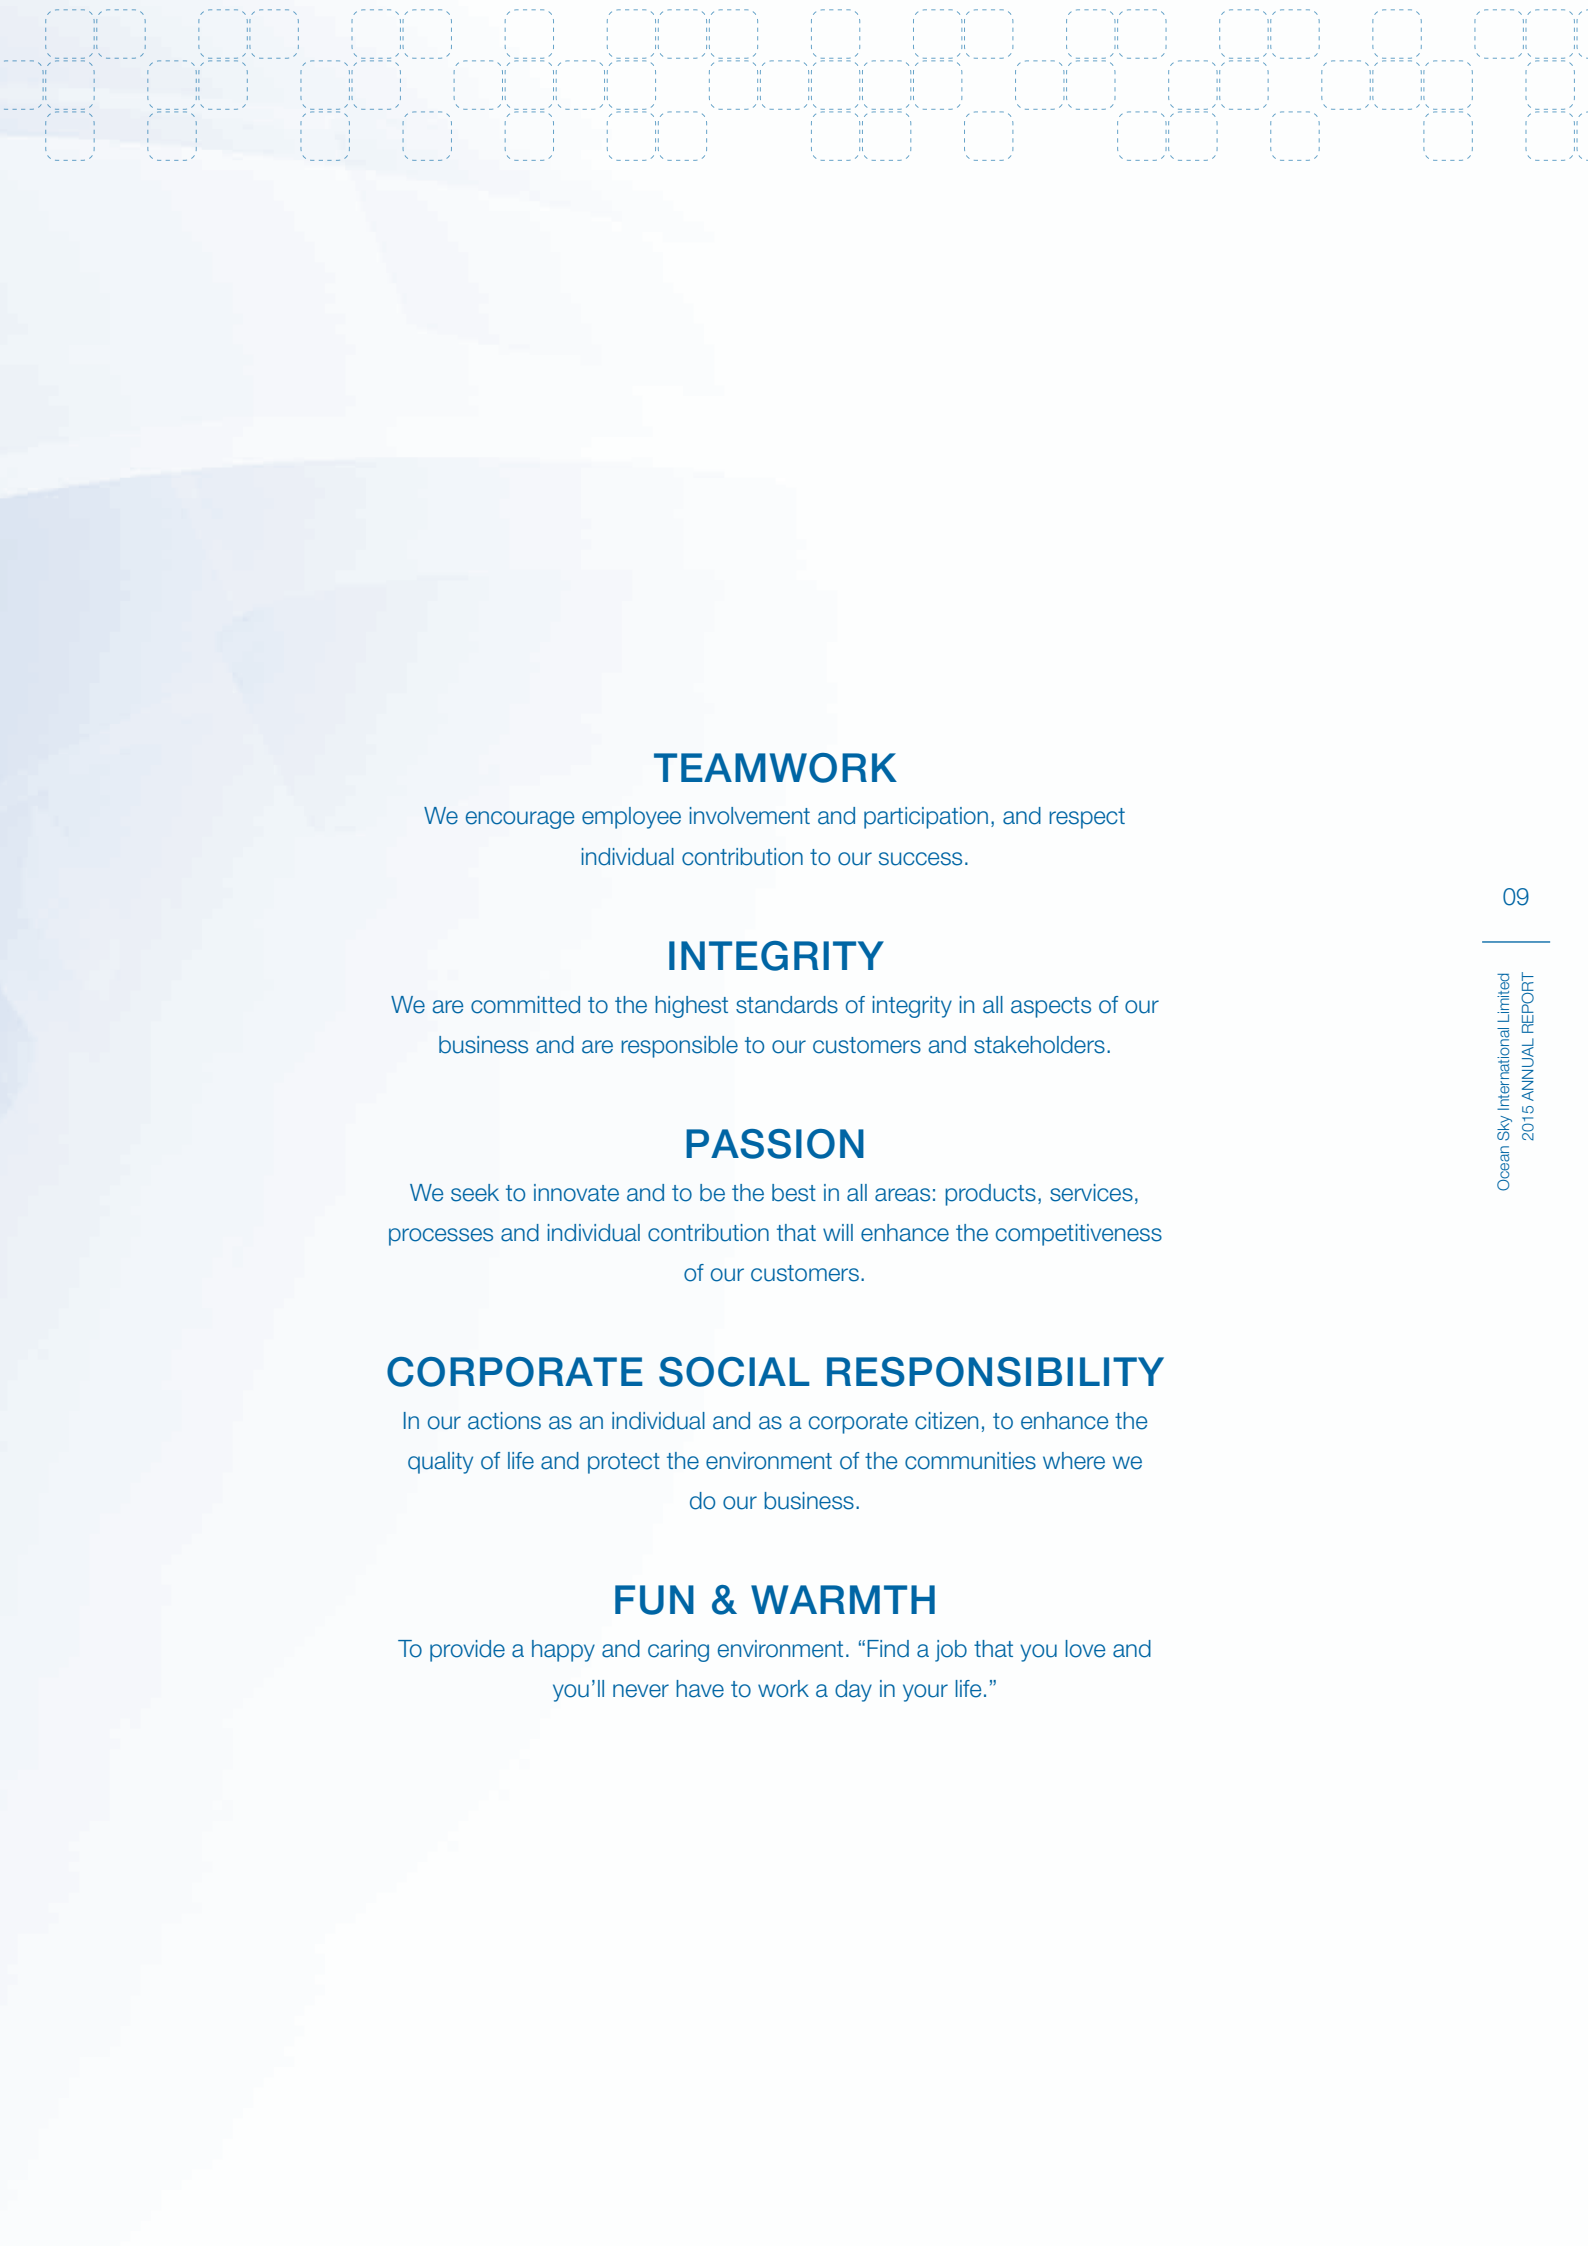 TEAMWORK
We encourage employee involvement and participation, and respect
individual contribution to our success.
INTEGRITY
We are committed to the highest standards of integrity in all aspects of our
business and are responsible to our customers and stakeholders.
PASSION
We seek to innovate and to be the best in all areas: products, services,
processes and individual contribution that will enhance the competitiveness
of our customers.
CORPORATE SOCIAL RESPONSIBILITY
In our actions as an individual and as a corporate citizen, to enhance the
quality of life and protect the environment of the communities where we
do our business.
FUN & WARMTH
To provide a happy and caring environment. “Find a job that you love and
you’ll never have to work a day in your life.”
09
Ocean Sky International Limited
2015 ANNUAL REPORT